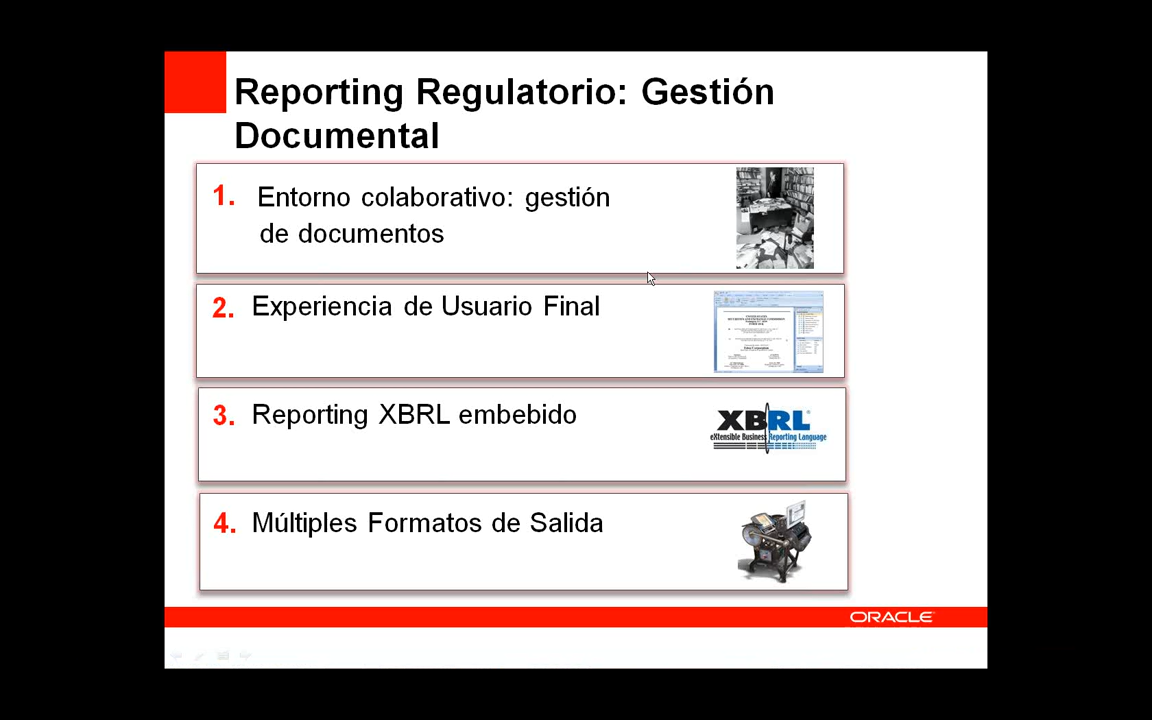 Reporting Regulatorio: Gestión
Documental
1. Entorno colaborativo: gestión
de documentos
2. Experiencia de Usuario Final
3. Reporting XBRL embebido
XBRL
eXtensible Business Reporting Language
4. Múltiples Formatos de Salida
ORACLE